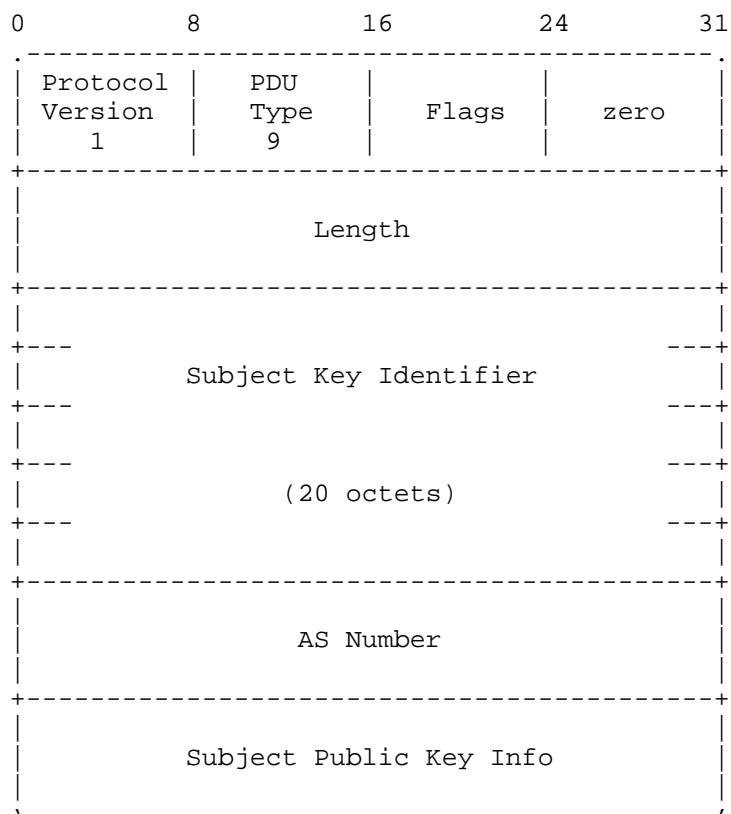 0          8          16         24        31
.-------------------------------------------.
| Protocol |   PDU    |          |          |
| Version  |   Type   |   Flags  |   zero   |
|    1     |    9     |          |          |
+-------------------------------------------+
|                                           |
|                  Length                   |
|                                           |
+-------------------------------------------+
|                                           |
+---                                     ---+
|          Subject Key Identifier           |
+---                                     ---+
|                                           |
+---                                     ---+
|                (20 octets)                |
+---                                     ---+
|                                           |
+-------------------------------------------+
|                                           |
|                 AS Number                 |
|                                           |
+-------------------------------------------+
|                                           |
|          Subject Public Key Info          |
|                                           |